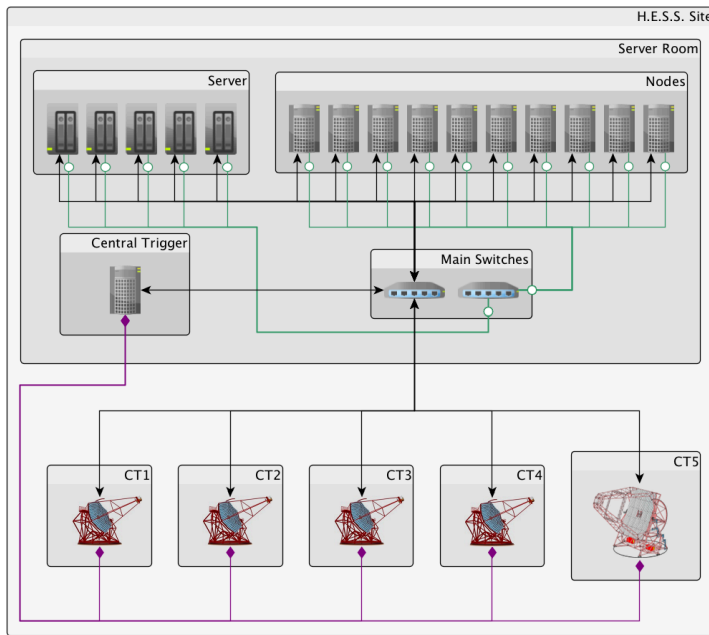 H.E.S.S. Site
Server Room
Server
Nodes
Central Trigger
Main Switches
CT1
CT2
CT3
CT4
CT5